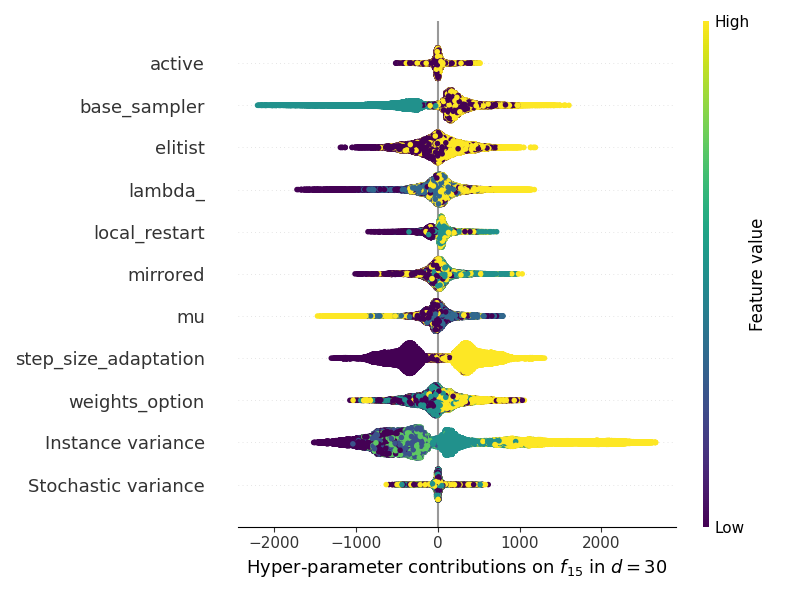 active
base_sampler
elitist
lambda_
local_restart
mirrored
mu
step_size_adaptation
weights_option
Instance variance
Stochastic variance
−2000 −1000 0 1000 2000
Hyper-parameter contributions on f₁₅ in d = 30
High
Feature value
Low